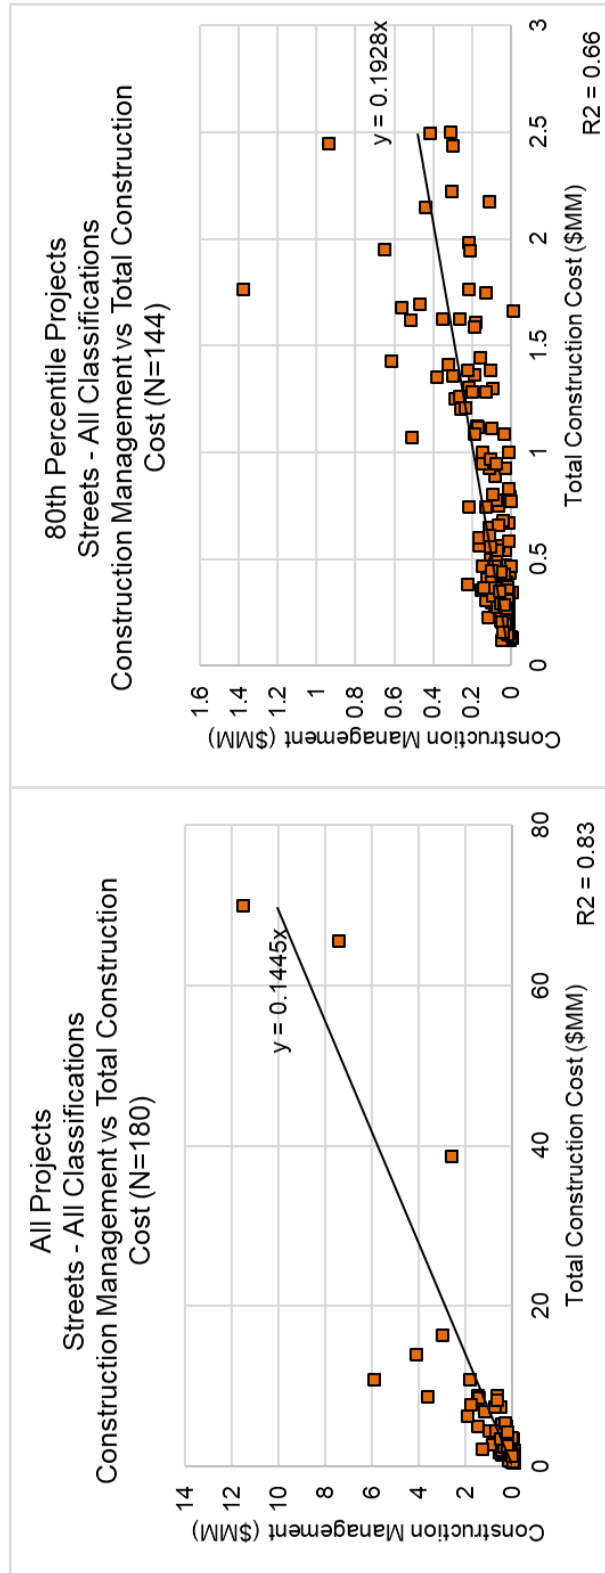 All Projects
Streets - All Classifications
Construction Management vs Total Construction
Cost (N=180)
Construction Management ($MM)
14
12
10
8
6
4
2
0
y = 0.1445x
0
20
40
60
80
Total Construction Cost ($MM)
R2 = 0.83
80th Percentile Projects
Streets - All Classifications
Construction Management vs Total Construction
Cost (N=144)
Construction Management ($MM)
1.6
1.4
1.2
1
0.8
0.6
0.4
0.2
0
y = 0.1928x
0
0.5
1
1.5
2
2.5
3
Total Construction Cost ($MM)
R2 = 0.66